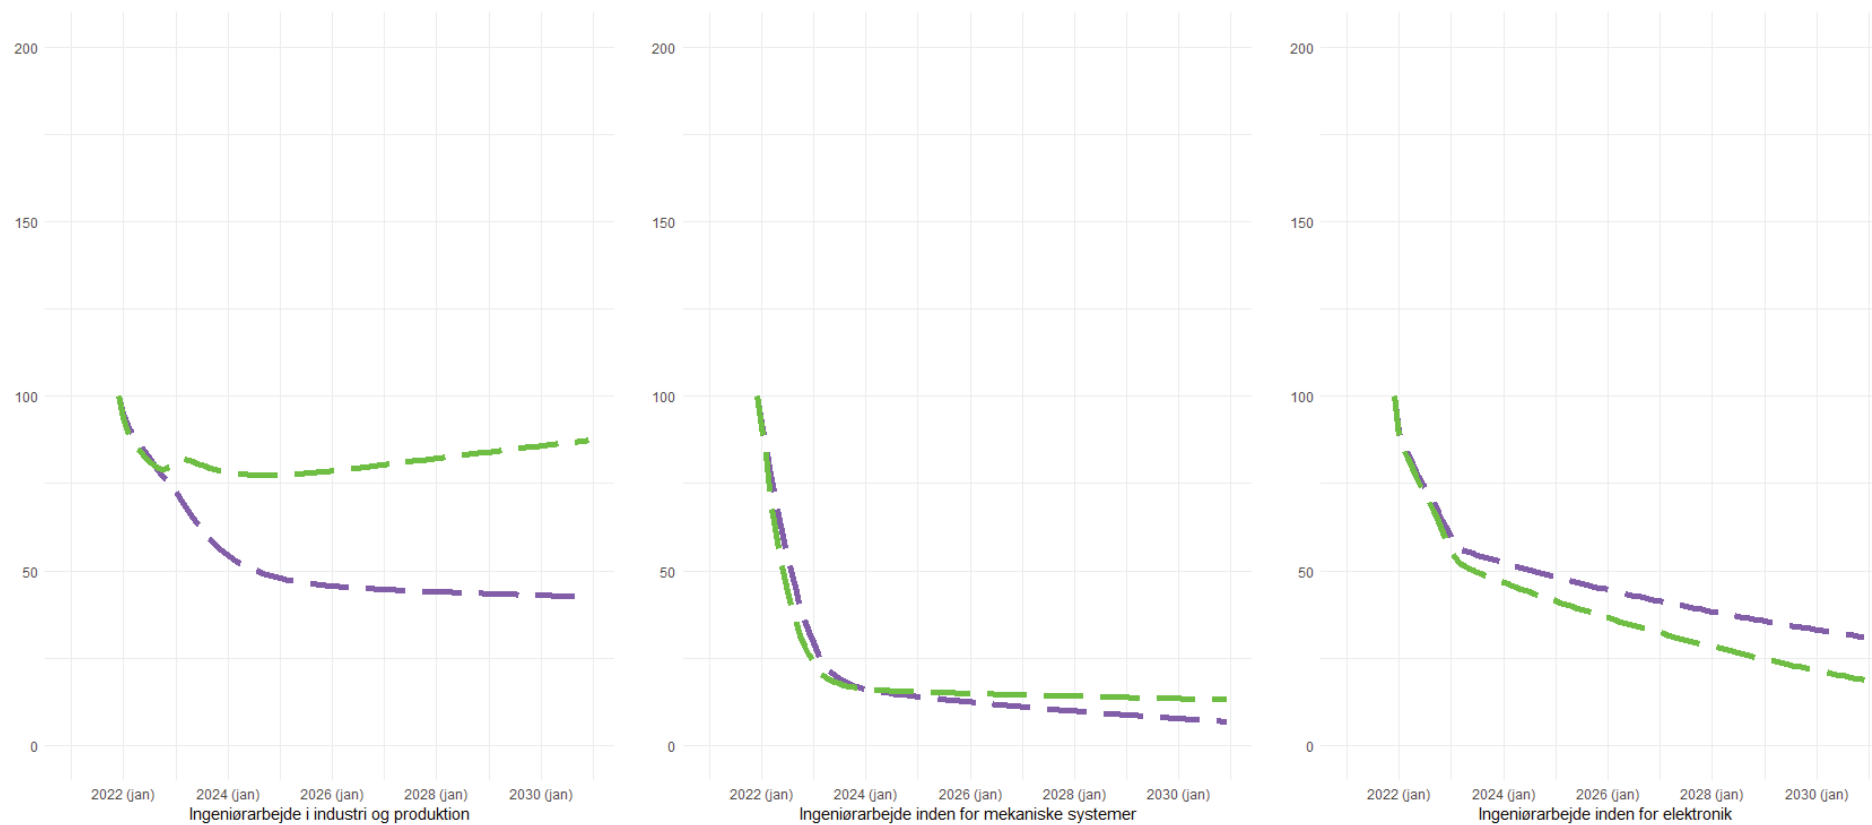 200
150
100
50
0
2022 (jan) 2024 (jan) 2026 (jan) 2028 (jan) 2030 (jan)
Ingeniørarbejde i industri og produktion
200
150
100
50
0
2022 (jan) 2024 (jan) 2026 (jan) 2028 (jan) 2030 (jan)
Ingeniørarbejde inden for mekaniske systemer
200
150
100
50
0
2022 (jan) 2024 (jan) 2026 (jan) 2028 (jan) 2030 (jan)
Ingeniørarbejde inden for elektronik